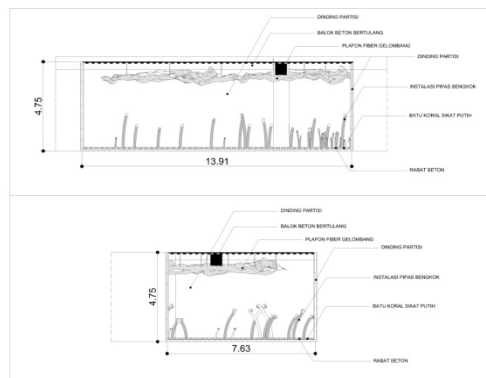 DINDING PARTISI
BALOK BETON BERTULANG
PLAFON FIBER GELOMBANG
DINDING PARTISI
INSTALASI PIPAS BENGKOK
BATU KORAL SIKAT PUTIH
RABAT BETON
4.75
13.91
DINDING PARTISI
BALOK BETON BERTULANG
PLAFON FIBER GELOMBANG
DINDING PARTISI
INSTALASI PIPAS BENGKOK
BATU KORAL SIKAT PUTIH
RABAT BETON
4.75
7.63